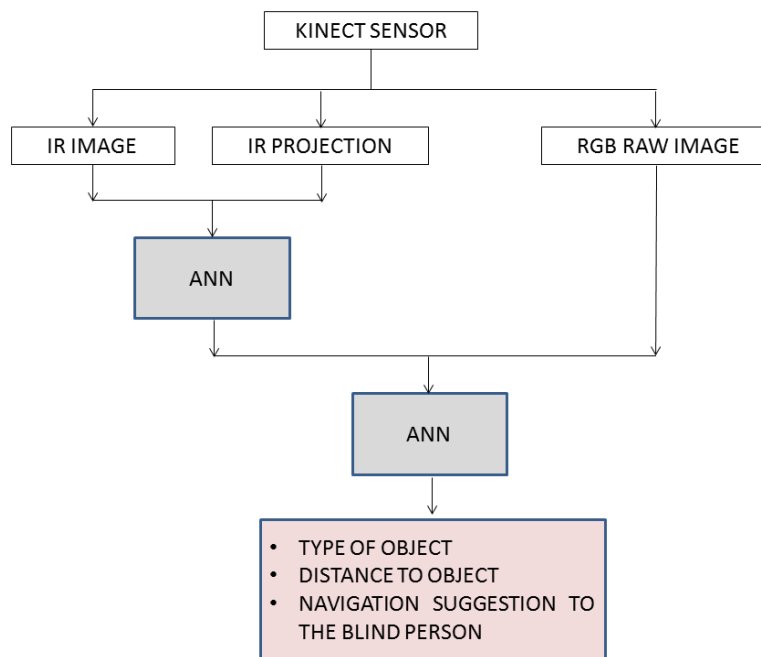 KINECT SENSOR
IR IMAGE
IR PROJECTION
RGB RAW IMAGE
ANN
ANN
• TYPE OF OBJECT
• DISTANCE TO OBJECT
• NAVIGATION SUGGESTION TO
THE BLIND PERSON